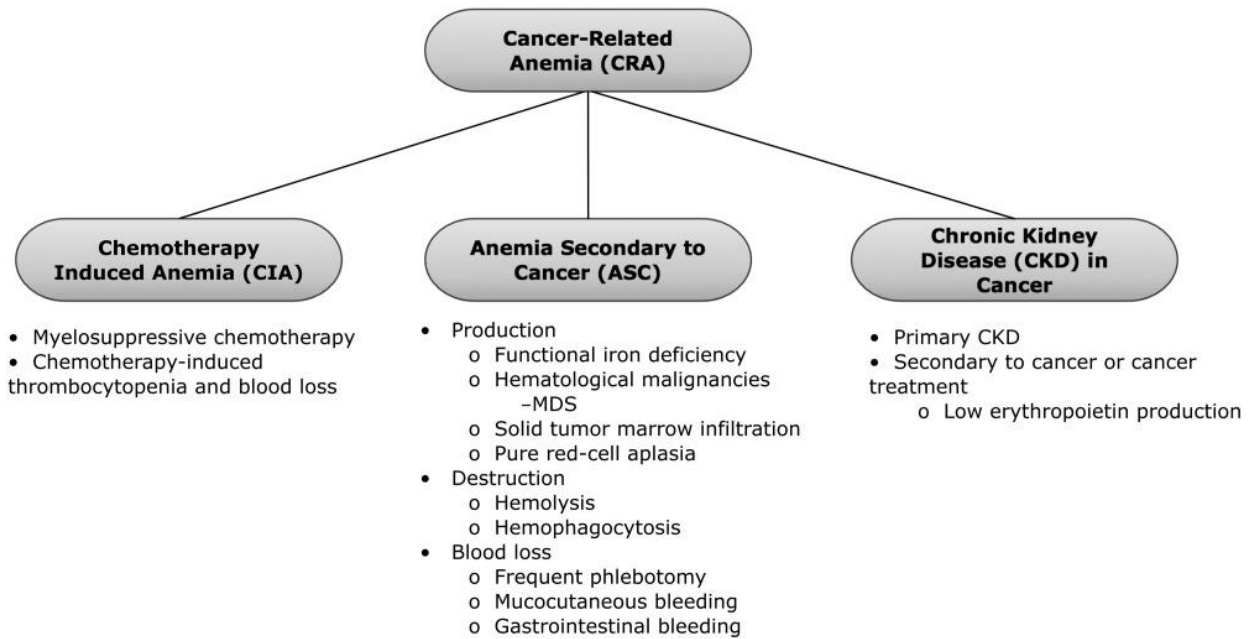 Cancer-Related
Anemia (CRA)
Chemotherapy
Induced Anemia (CIA)
• Myelosuppressive chemotherapy
• Chemotherapy-induced
thrombocytopenia and blood loss
Anemia Secondary to
Cancer (ASC)
• Production
o Functional iron deficiency
o Hematological malignancies
–MDS
o Solid tumor marrow infiltration
o Pure red-cell aplasia
• Destruction
o Hemolysis
o Hemophagocytosis
• Blood loss
o Frequent phlebotomy
o Mucocutaneous bleeding
o Gastrointestinal bleeding
Chronic Kidney
Disease (CKD) in
Cancer
• Primary CKD
• Secondary to cancer or cancer
treatment
o Low erythropoietin production